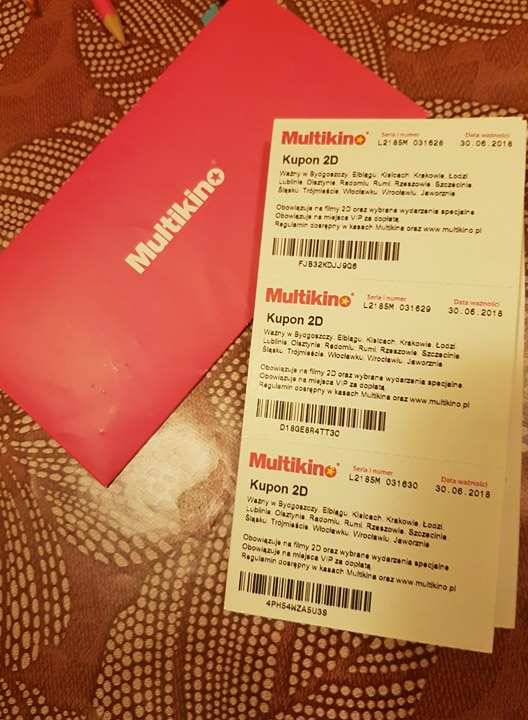 Multikino
Multikino
Seria i numer
L2185M 031628
Data ważności
30.06.2018
Kupon 2D
Ważny w Bydgoszczy, Elblągu, Kielcach, Krakowie, Łodzi,
Lublinie, Olsztynie, Radomiu, Rumi, Rzeszowie, Szczecinie,
Śląsku, Trójmieście, Włocławku, Wrocławiu, Jaworznie
Obowiązuje na filmy 2D oraz wybrane wydarzenia specjalne
Obowiązuje na miejsca VIP za dopłatą
Regulamin dostępny w kasach Multikina oraz www.multikino.pl
FJB32KDJJ9Q6
Multikino
Seria i numer
L2185M 031629
Data ważności
30.06.2018
Kupon 2D
Ważny w Bydgoszczy, Elblągu, Kielcach, Krakowie, Łodzi,
Lublinie, Olsztynie, Radomiu, Rumi, Rzeszowie, Szczecinie,
Śląsku, Trójmieście, Włocławku, Wrocławiu, Jaworznie
Obowiązuje na filmy 2D oraz wybrane wydarzenia specjalne
Obowiązuje na miejsca VIP za dopłatą
Regulamin dostępny w kasach Multikina oraz www.multikino.pl
D18GE8R4TT3C
Multikino
Seria i numer
L2185M 031630
Data ważności
30.06.2018
Kupon 2D
Ważny w Bydgoszczy, Elblągu, Kielcach, Krakowie, Łodzi,
Lublinie, Olsztynie, Radomiu, Rumi, Rzeszowie, Szczecinie,
Śląsku, Trójmieście, Włocławku, Wrocławiu, Jaworznie
Obowiązuje na filmy 2D oraz wybrane wydarzenia specjalne
Obowiązuje na miejsca VIP za dopłatą
Regulamin dostępny w kasach Multikina oraz www.multikino.pl
4PH54WZA5U3S